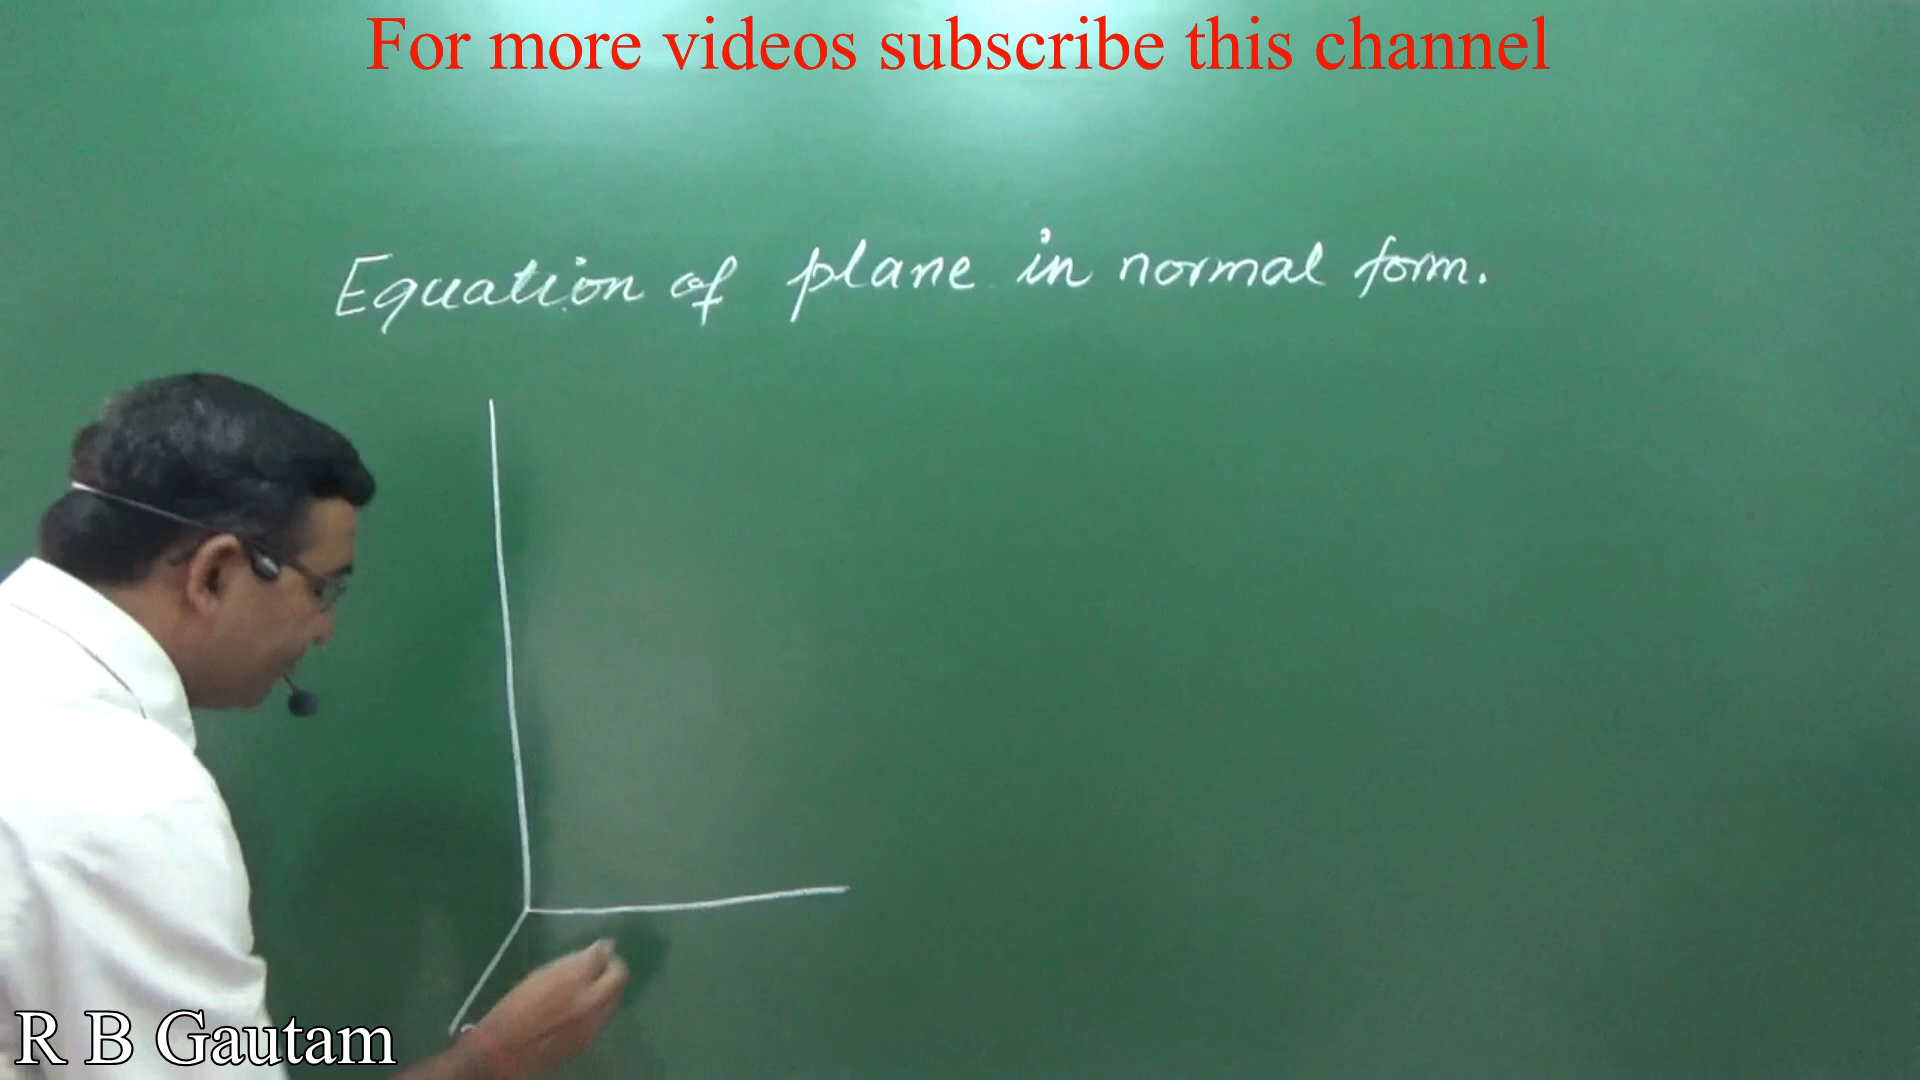 For more videos subscribe this channel
Equation of plane in normal form.
R B Gautam